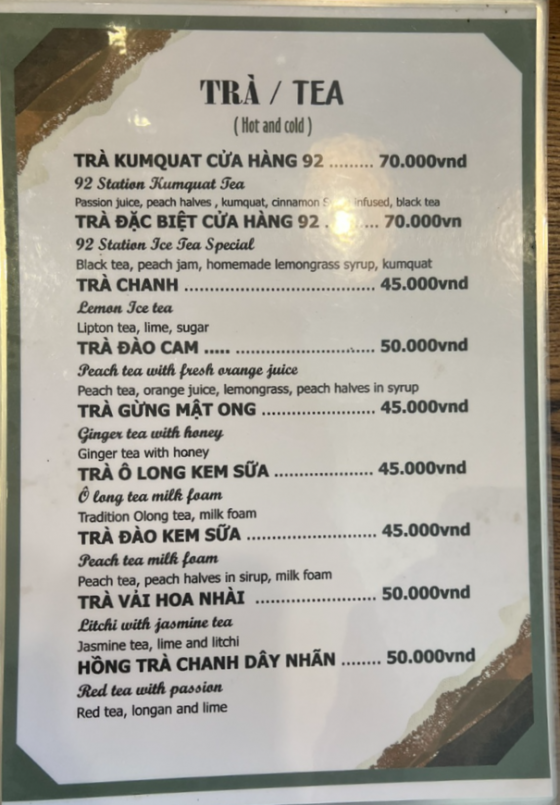 TRÀ / TEA
( Hot and cold )
TRÀ KUMQUAT CỬA HÀNG 92 ......... 70.000vnd
92 Station Kumquat Tea
Passion juice, peach halves , kumquat, cinnamon infused, black tea
TRÀ ĐẶC BIỆT CỬA HÀNG 92 . .... 70.000vn
92 Station Ice Tea Special
Black tea, peach jam, homemade lemongrass syrup, kumquat
TRÀ CHANH ...................................... 45.000vnd
Lemon Ice tea
Lipton tea, lime, sugar
TRÀ ĐÀO CAM ..... ............................ 50.000vnd
Peach tea with fresh orange juice
Peach tea, orange juice, lemongrass, peach halves in syrup
TRÀ GỪNG MẬT ONG ....................... 45.000vnd
Ginger tea with honey
Ginger tea with honey
TRÀ Ô LONG KEM SỮA .................... 45.000vnd
Ô long tea milk foam
Tradition Olong tea, milk foam
TRÀ ĐÀO KEM SỮA .......................... 45.000vnd
Peach tea milk foam
Peach tea, peach halves in sirup, milk foam
TRÀ VẢI HOA NHÀI ........................ 50.000vnd
Litchi with jasmine tea
Jasmine tea, lime and litchi
HỒNG TRÀ CHANH DÂY NHÃN ........ 50.000vnd
Red tea with passion
Red tea, longan and lime